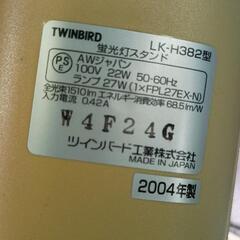 TWINBIRD LK-H382型
蛍光灯スタンド
PSE
AWジャパン
100V 22W 50-60Hz
ランプ 27W (1×FPL27EX-N)
全光束1510lm エネルギー消費効率 68.5lm/W
入力電流 0.42A
W4F24G
ツインバード工業株式会社
MADE IN JAPAN
2004年製